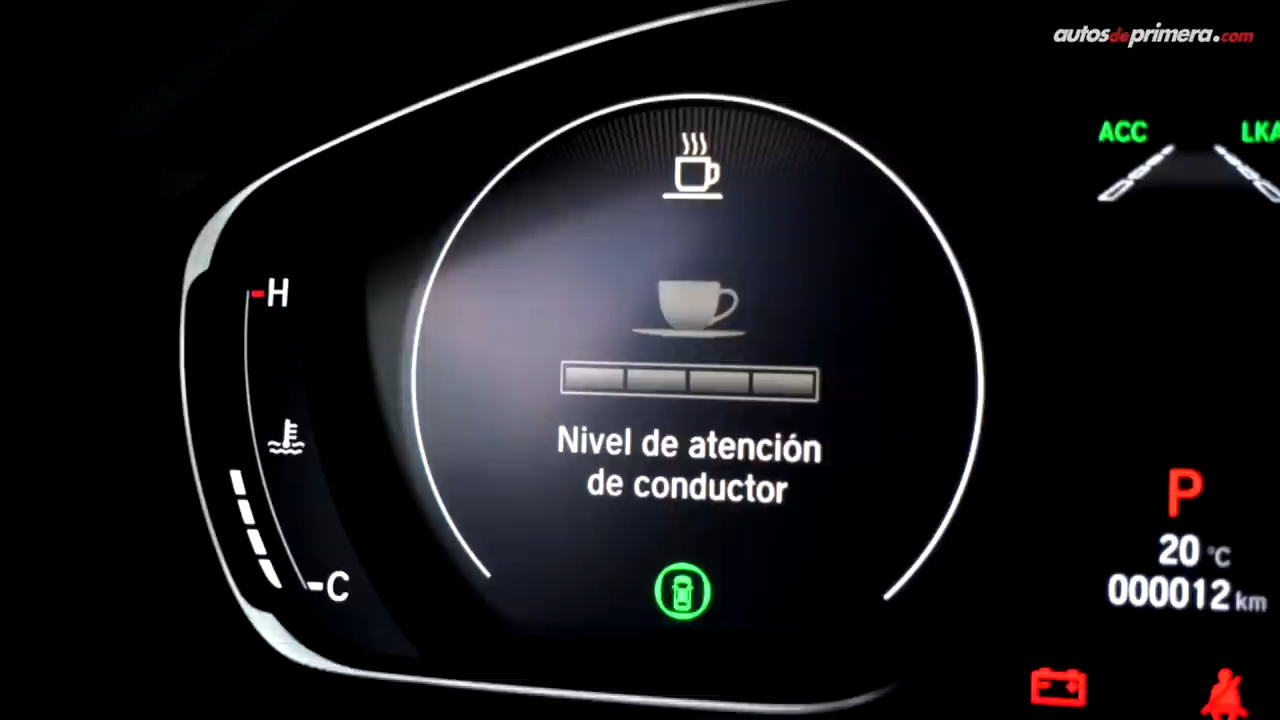 autosdeprimera.com
ACC
LKA
H
Nivel de atención
de conductor
P
20 °C
C
000012 km